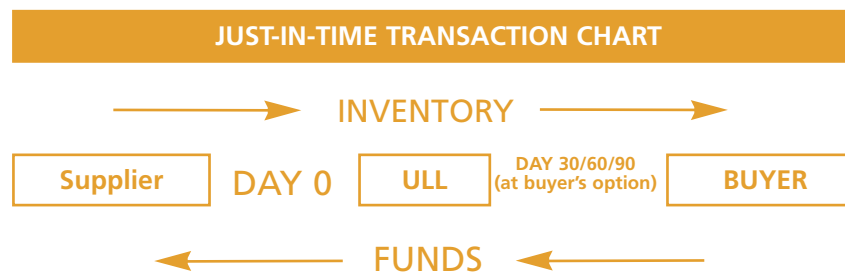 JUST-IN-TIME TRANSACTION CHART
INVENTORY
Supplier
DAY 0
ULL
DAY 30/60/90
(at buyer’s option)
BUYER
FUNDS